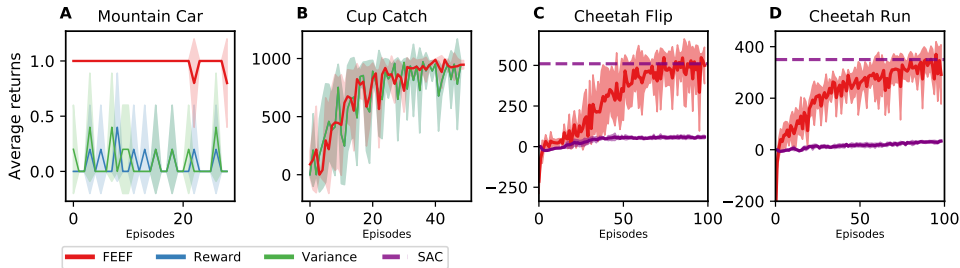 A Mountain Car
B Cup Catch
C Cheetah Flip
D Cheetah Run
Average returns
1.0
0.5
0.0
0
20
Episodes
1000
500
0
0
20
40
Episodes
500
250
0
−250
0
50
100
Episodes
400
200
0
−200
0
50
100
Episodes
FEEF Reward Variance SAC